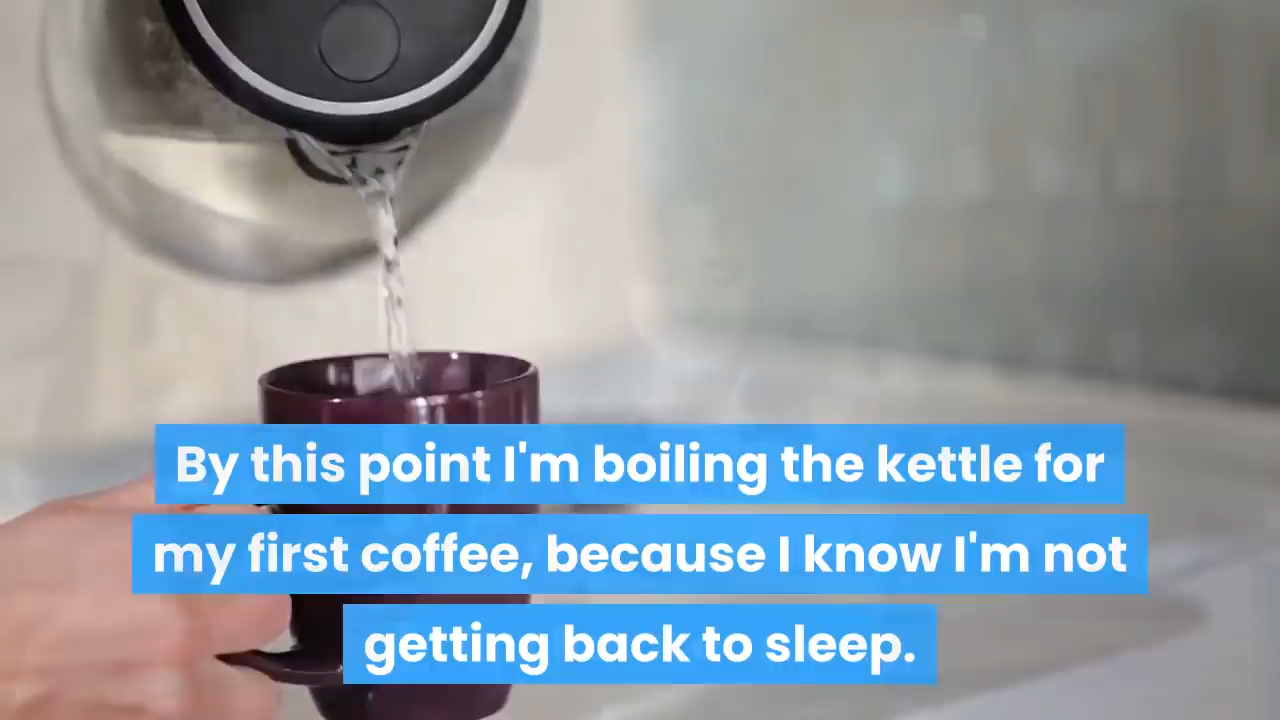 By this point I'm boiling the kettle for
my first coffee, because I know I'm not
getting back to sleep.